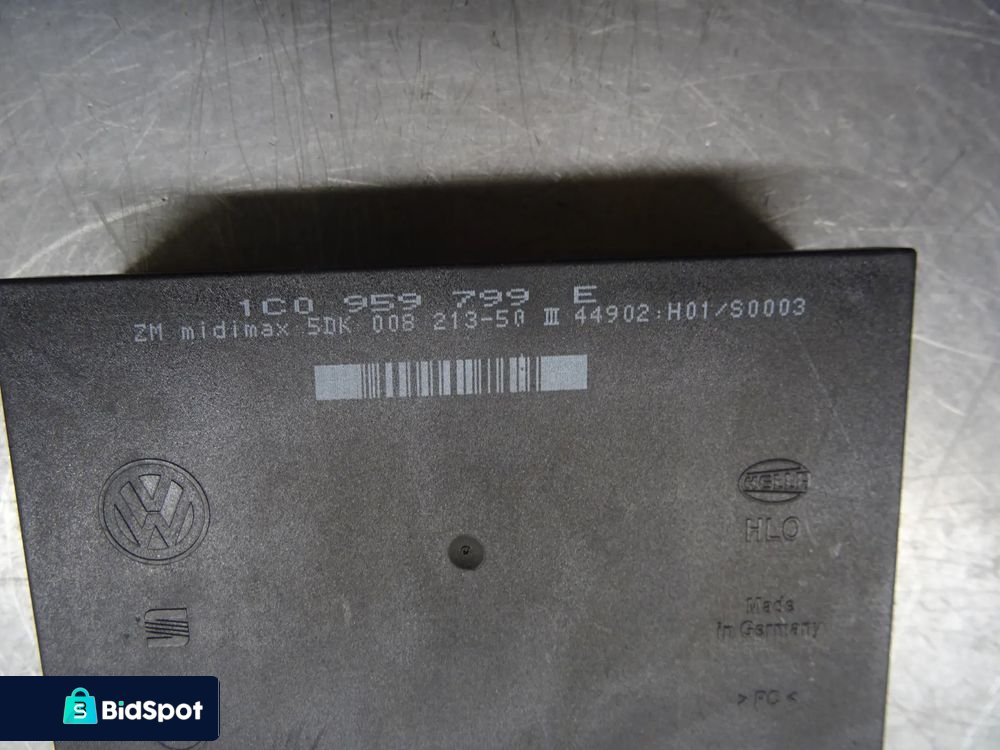 1C0 959 799 E
ZM midimax 5DK 008 213-50 III 44902:H01/S0003
HELLA
HLO
Made
in Germany
> PC <
BidSpot